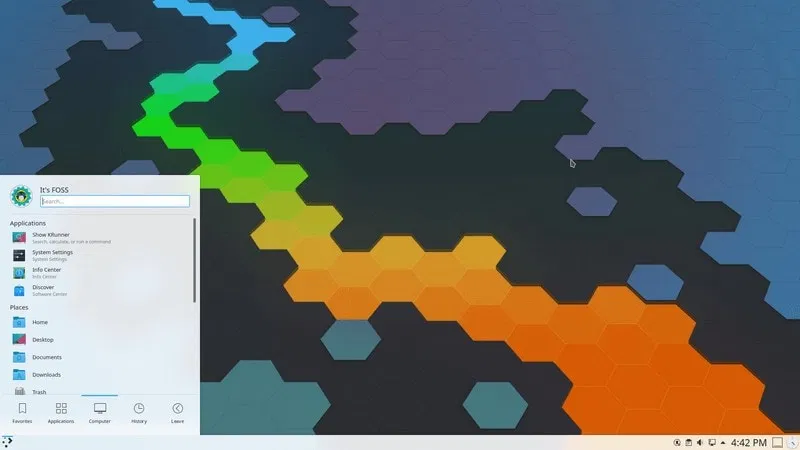 It's FOSS
Search...
Applications
Show KRunner
Search, calculate, or run a command
System Settings
System Settings
Info Center
Info Center
Discover
Software Center
Places
Home
Desktop
Documents
Downloads
Trash
Favorites
Applications
Computer
History
Leave
4:42 PM